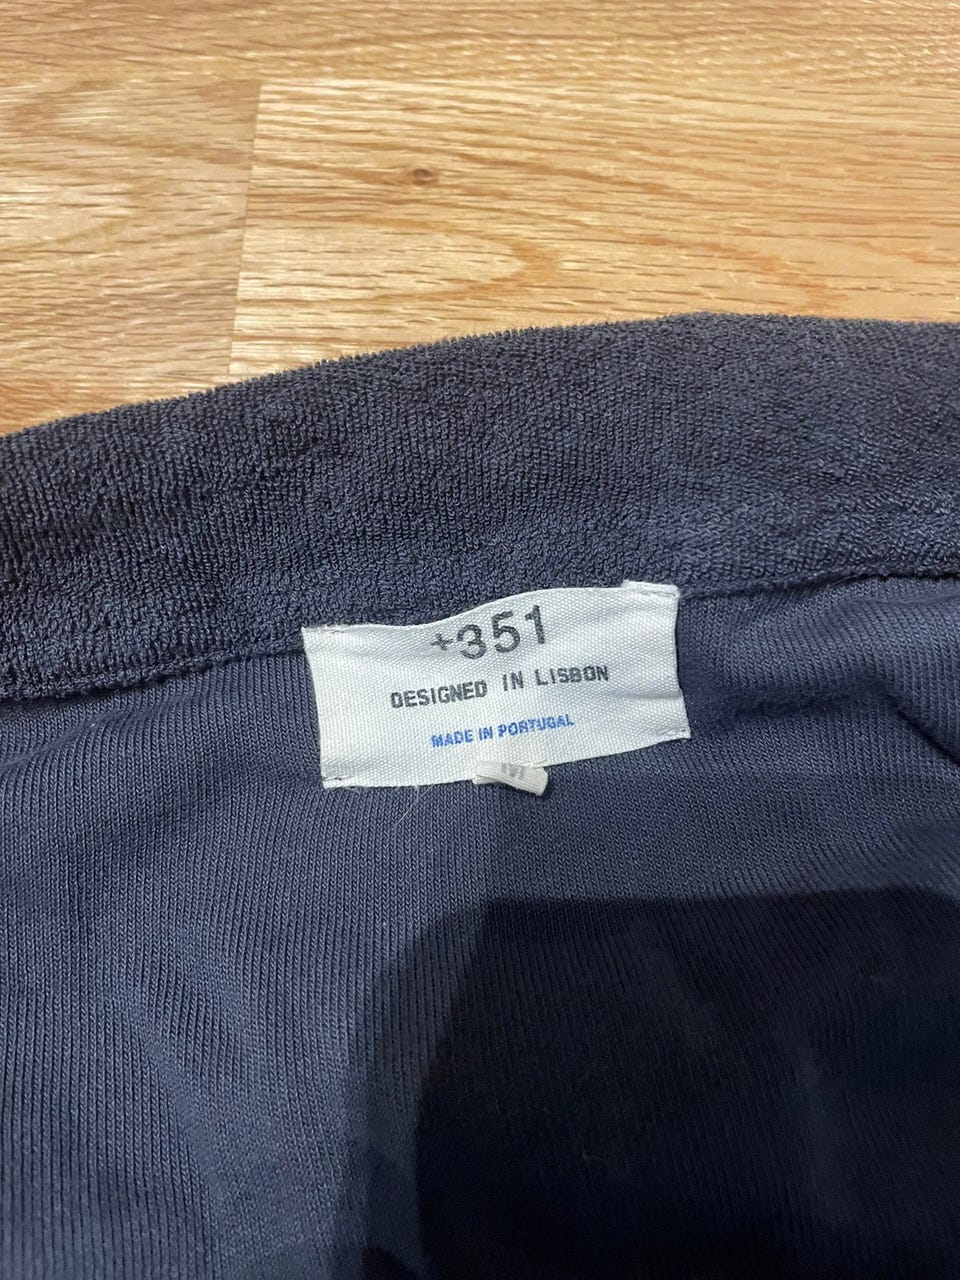 +351
DESIGNED IN LISBON
MADE IN PORTUGAL